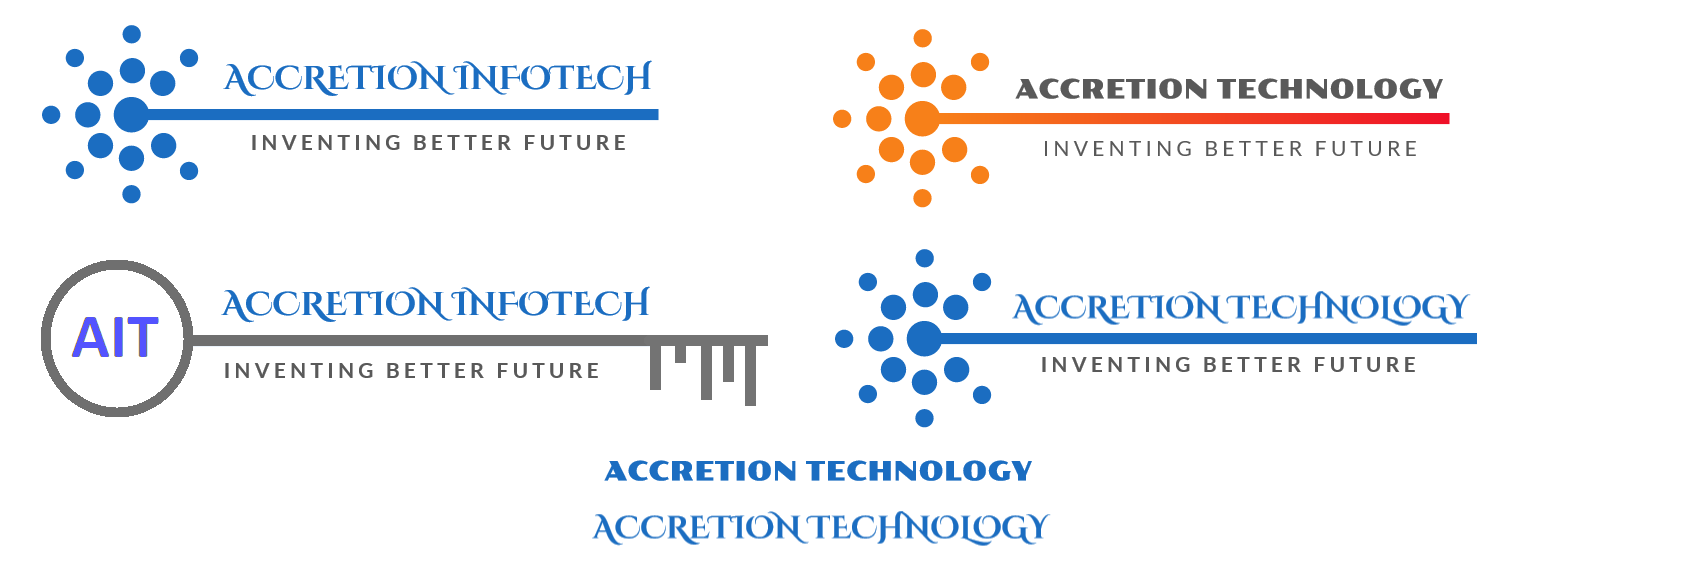 ACCRETION INFOTECH
INVENTING BETTER FUTURE
ACCRETION TECHNOLOGY
INVENTING BETTER FUTURE
AIT
ACCRETION INFOTECH
INVENTING BETTER FUTURE
ACCRETION TECHNOLOGY
INVENTING BETTER FUTURE
ACCRETION TECHNOLOGY
ACCRETION TECHNOLOGY